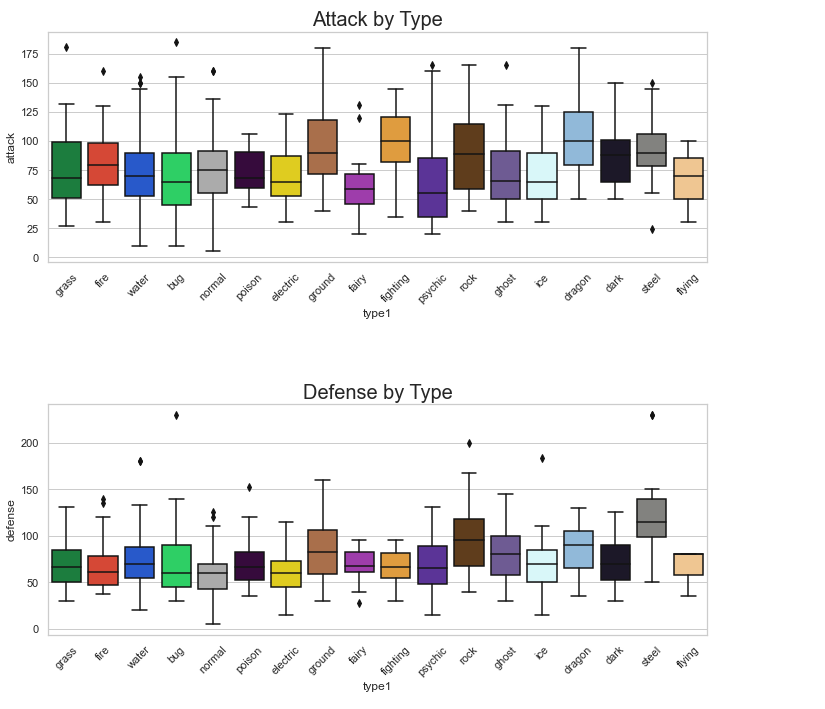 Attack by Type
175
150
125
100
75
50
25
0
attack
grass fire water bug normal poison electric ground fairy fighting psychic rock ghost ice dragon dark steel flying
type1
Defense by Type
200
150
100
50
0
defense
grass fire water bug normal poison electric ground fairy fighting psychic rock ghost ice dragon dark steel flying
type1